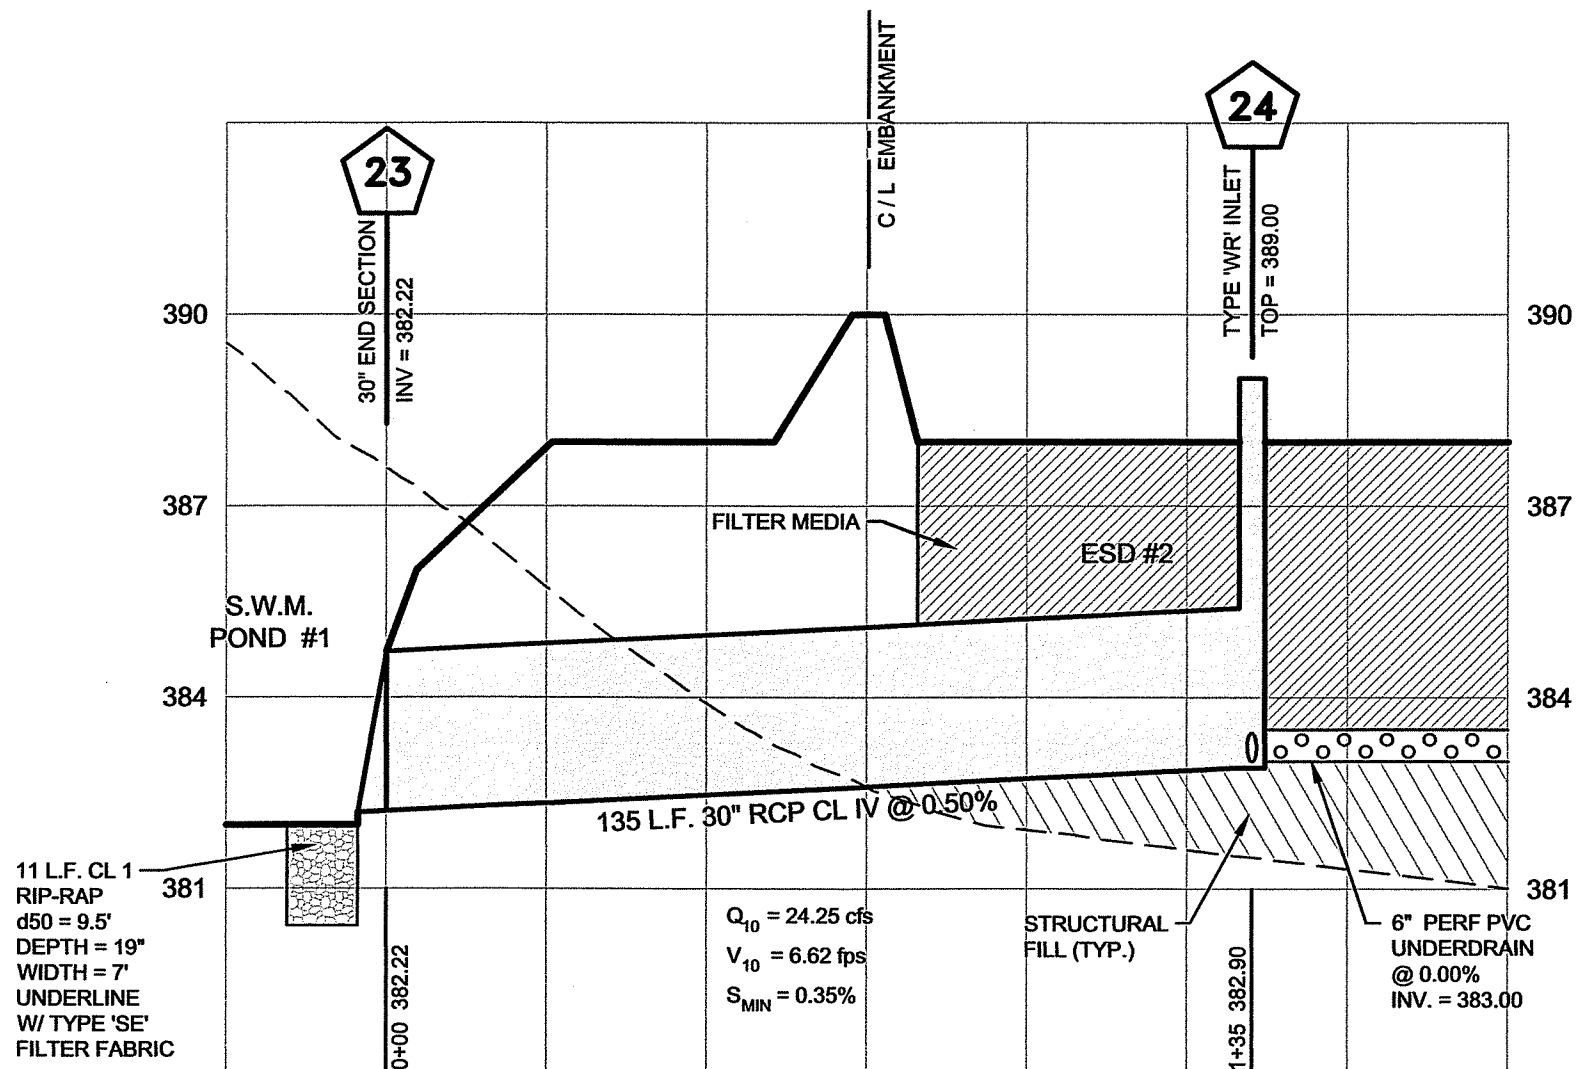 C / L EMBANKMENT
23
24
30" END SECTION
INV = 382.22
TYPE 'WR' INLET
TOP = 389.00
390
390
387
387
FILTER MEDIA
ESD #2
S.W.M.
POND #1
384
384
135 L.F. 30" RCP CL IV @ 0.50%
381
381
11 L.F. CL 1
RIP-RAP
d50 = 9.5'
DEPTH = 19"
WIDTH = 7'
UNDERLINE
W/ TYPE 'SE'
FILTER FABRIC
0+00 382.22
Q10 = 24.25 cfs
V10 = 6.62 fps
SMIN = 0.35%
STRUCTURAL
FILL (TYP.)
1+35 382.90
6" PERF PVC
UNDERDRAIN
@ 0.00%
INV. = 383.00